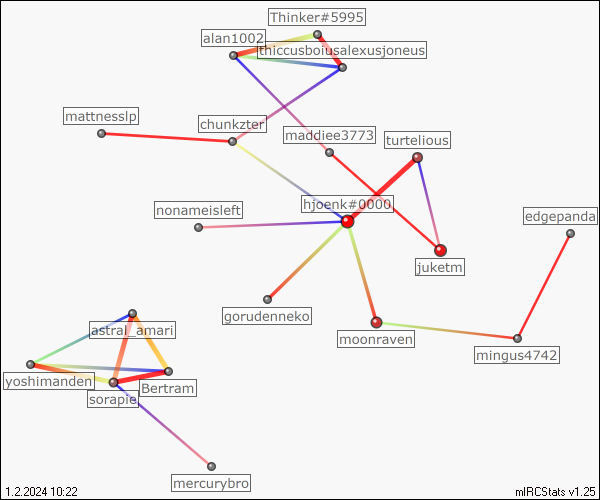 Thinker#5995
alan1002
thiccusboiusalexusjoneus
mattnesslp
chunkzter
maddiee3773
turtelious
hjoenk#0000
nonameisleft
edgepanda
juketm
gorudenneko
moonraven
astral_amari
mingus4742
yoshimanden
Bertram
sorapie
mercurybro
1.2.2024 10:22
mIRCStats v1.25